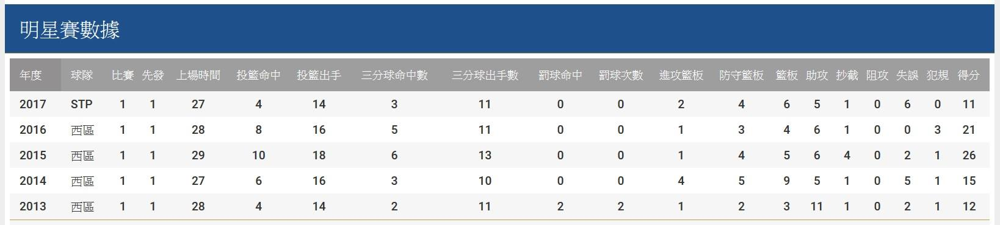 明星賽數據
年度 球隊 比賽 先發 上場時間 投籃命中 投籃出手 三分球命中數 三分球出手數 罰球命中 罰球次數 進攻籃板 防守籃板 籃板 助攻 抄截 阻攻 失誤 犯規 得分
2017 STP 1 1 27 4 14 3 11 0 0 2 4 6 5 1 0 6 0 11
2016 西區 1 1 28 8 16 5 11 0 0 1 3 4 6 1 0 0 3 21
2015 西區 1 1 29 10 18 6 13 0 0 1 4 5 6 4 0 2 1 26
2014 西區 1 1 27 6 16 3 10 0 0 4 5 9 5 1 0 5 1 15
2013 西區 1 1 28 4 14 2 11 2 2 1 2 3 11 1 0 2 1 12